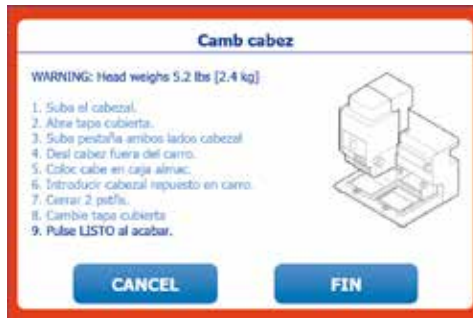 Camb cabez
WARNING: Head weighs 5.2 lbs [2.4 kg]
1. Suba el cabezal.
2. Abra tapa cubierta.
3. Suba pestaña ambos lados cabezal
4. Desl cabez fuera del carro.
5. Coloc cabe en caja almac.
6. Introducir cabezal repuesto en carro.
7. Cerrar 2 pstñs.
8. Cambie tapa cubierta
9. Pulse LISTO al acabar.
CANCEL
FIN